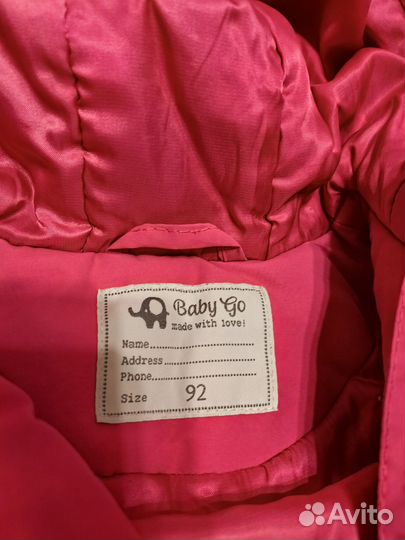 Baby Go
made with love!
Name
Address
Phone
Size 92
Avito